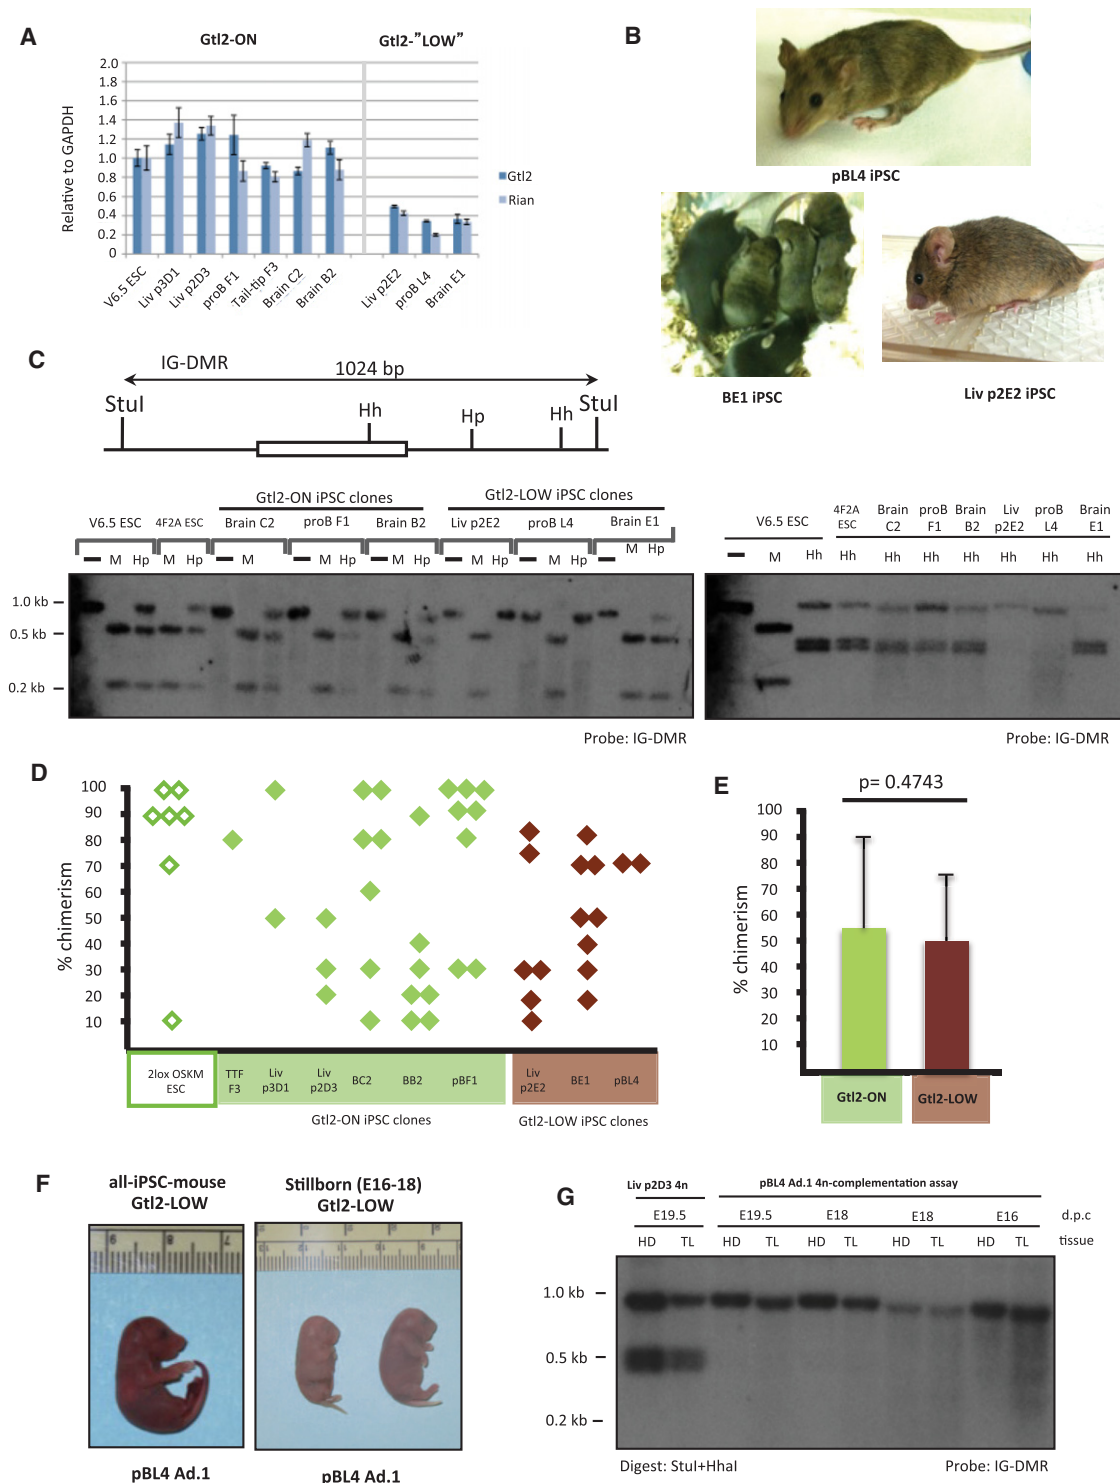 A
Gtl2-ON
Gtl2-"LOW"
Relative to GAPDH
2.0
1.8
1.6
1.4
1.2
1.0
0.8
0.6
0.4
0.2
0
V6.5 ESC
Liv p3D1
Liv p2D3
proB F1
Tail-tip F3
Brain C2
Brain B2
Liv p2E2
proB L4
Brain E1
Gtl2
Rian
B
pBL4 iPSC
BE1 iPSC
Liv p2E2 iPSC
C
IG-DMR
1024 bp
StuI
Hh
Hp
Hh
StuI
Gtl2-ON iPSC clones
Gtl2-LOW iPSC clones
V6.5 ESC
4F2A ESC
Brain C2
proB F1
Brain B2
Liv p2E2
proB L4
Brain E1
M Hp M Hp M M Hp M Hp M Hp M Hp M Hp
1.0 kb
0.5 kb
0.2 kb
Probe: IG-DMR
V6.5 ESC
4F2A ESC
Brain C2
proB F1
Brain B2
Liv p2E2
proB L4
Brain E1
M Hh Hh Hh Hh Hh Hh Hh Hh
Probe: IG-DMR
D
% chimerism
100
90
80
70
60
50
40
30
20
10
2lox OSKM ESC
TTF F3
Liv p3D1
Liv p2D3
BC2
BB2
pBF1
Liv p2E2
BE1
pBL4
Gtl2-ON iPSC clones
Gtl2-LOW iPSC clones
E
p= 0.4743
% chimerism
100
90
80
70
60
50
40
30
20
10
Gtl2-ON
Gtl2-LOW
F
all-iPSC-mouse
Gtl2-LOW
Stillborn (E16-18)
Gtl2-LOW
9 8 7
pBL4 Ad.1
pBL4 Ad.1
G
Liv p2D3 4n
pBL4 Ad.1 4n-complementation assay
E19.5 E19.5 E18 E18 E16 d.p.c
HD TL HD TL HD TL HD TL HD TL tissue
1.0 kb
0.5 kb
0.2 kb
Digest: StuI+HhaI
Probe: IG-DMR